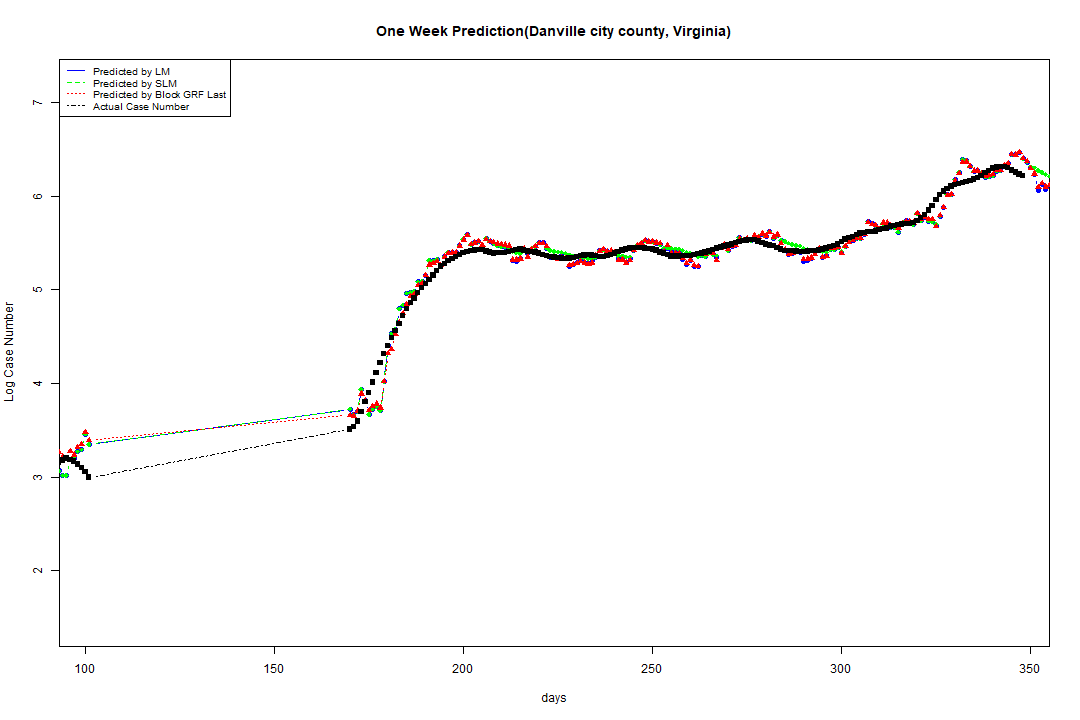 One Week Prediction(Danville city county, Virginia)
Predicted by LM
Predicted by SLM
Predicted by Block GRF Last
Actual Case Number
7
6
5
4
3
2
Log Case Number
100 150 200 250 300 350
days